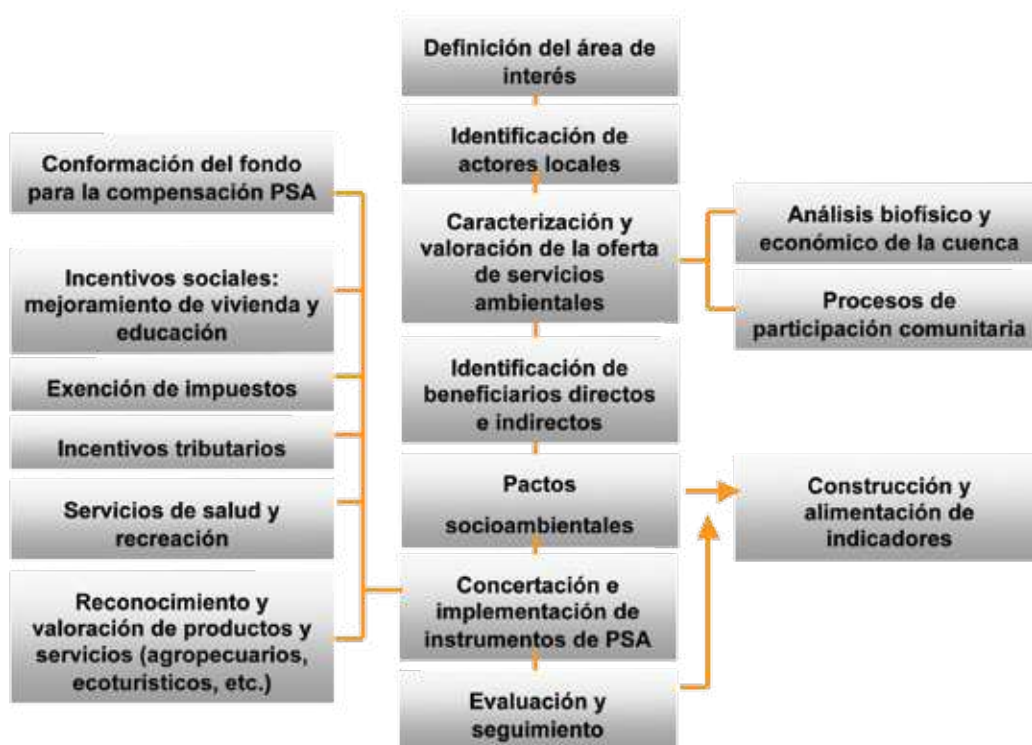 Definición del área de
interés
Identificación de
actores locales
Caracterización y
valoración de la oferta
de servicios
ambientales
Identificación de
beneficiarios directos
e indirectos
Pactos
socioambientales
Concertación e
implementación de
instrumentos de PSA
Evaluación y
seguimiento
Conformación del fondo
para la compensación PSA
Incentivos sociales:
mejoramiento de vivienda y
educación
Exención de impuestos
Incentivos tributarios
Servicios de salud y
recreación
Reconocimiento y
valoración de productos y
servicios (agropecuarios,
ecoturísticos, etc.)
Análisis biofísico y
económico de la cuenca
Procesos de
participación comunitaria
Construcción y
alimentación de
indicadores